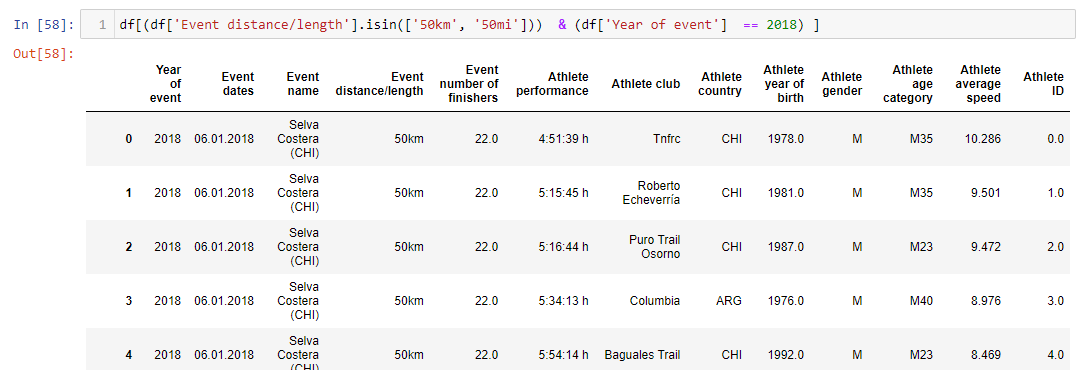 In [58]: 1 df[(df['Event distance/length'].isin(['50km', '50mi']))  & (df['Year of event']  == 2018) ]
Out[58]:
Year of event Event dates Event name Event distance/length Event number of finishers Athlete performance Athlete club Athlete country Athlete year of birth Athlete gender Athlete age category Athlete average speed Athlete ID
0 2018 06.01.2018 Selva Costera (CHI) 50km 22.0 4:51:39 h Tnfrc CHI 1978.0 M M35 10.286 0.0
1 2018 06.01.2018 Selva Costera (CHI) 50km 22.0 5:15:45 h Roberto Echeverría CHI 1981.0 M M35 9.501 1.0
2 2018 06.01.2018 Selva Costera (CHI) 50km 22.0 5:16:44 h Puro Trail Osorno CHI 1987.0 M M23 9.472 2.0
3 2018 06.01.2018 Selva Costera (CHI) 50km 22.0 5:34:13 h Columbia ARG 1976.0 M M40 8.976 3.0
4 2018 06.01.2018 Selva Costera (CHI) 50km 22.0 5:54:14 h Baguales Trail CHI 1992.0 M M23 8.469 4.0